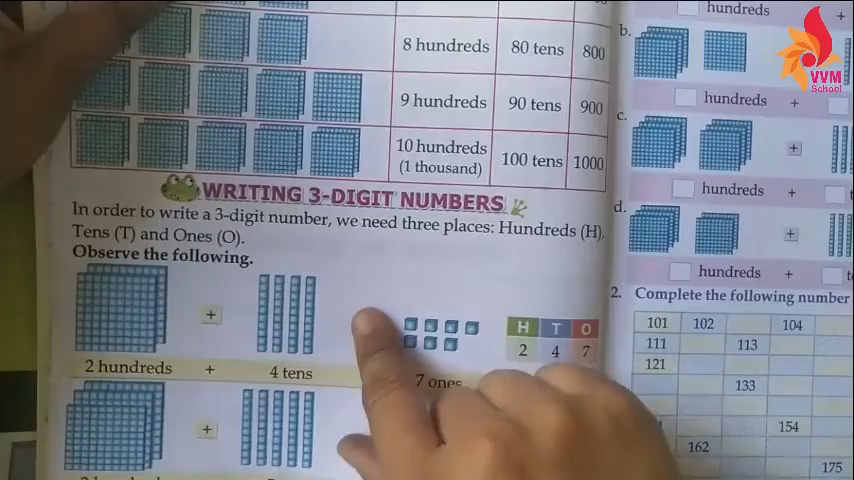 8 hundreds 80 tens 800
9 hundreds 90 tens 900
10 hundreds 100 tens 1000
(1 thousand)
WRITING 3-DIGIT NUMBERS
In order to write a 3-digit number, we need three places: Hundreds (H),
Tens (T) and Ones (O).
Observe the following.
+
H T O
2 4 7
2 hundreds + 4 tens 7 ones
+
hundreds +
b.
hundreds +
c.
+
hundreds +
d.
+
hundreds +
2. Complete the following number
101 102 104
111 113
121
133
154
162
175
VVM
School